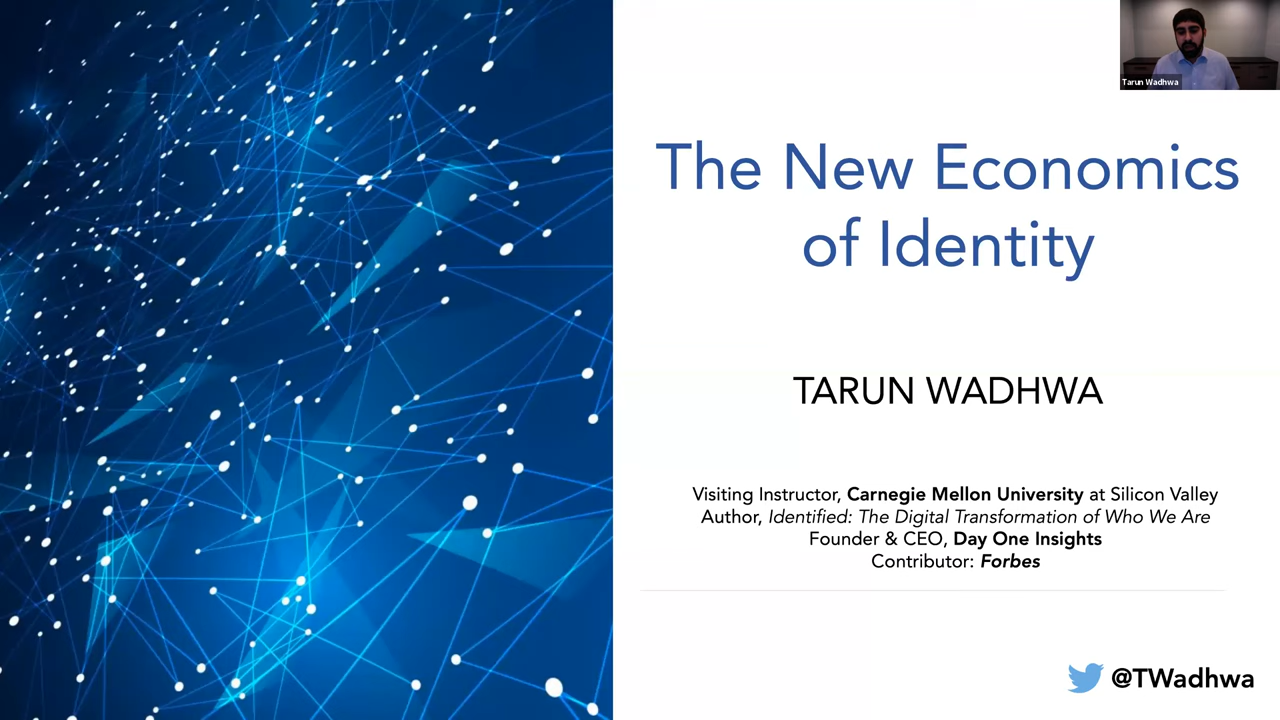 Tarun Wadhwa
The New Economics
of Identity
TARUN WADHWA
Visiting Instructor, Carnegie Mellon University at Silicon Valley
Author, Identified: The Digital Transformation of Who We Are
Founder & CEO, Day One Insights
Contributor: Forbes
@TWadhwa